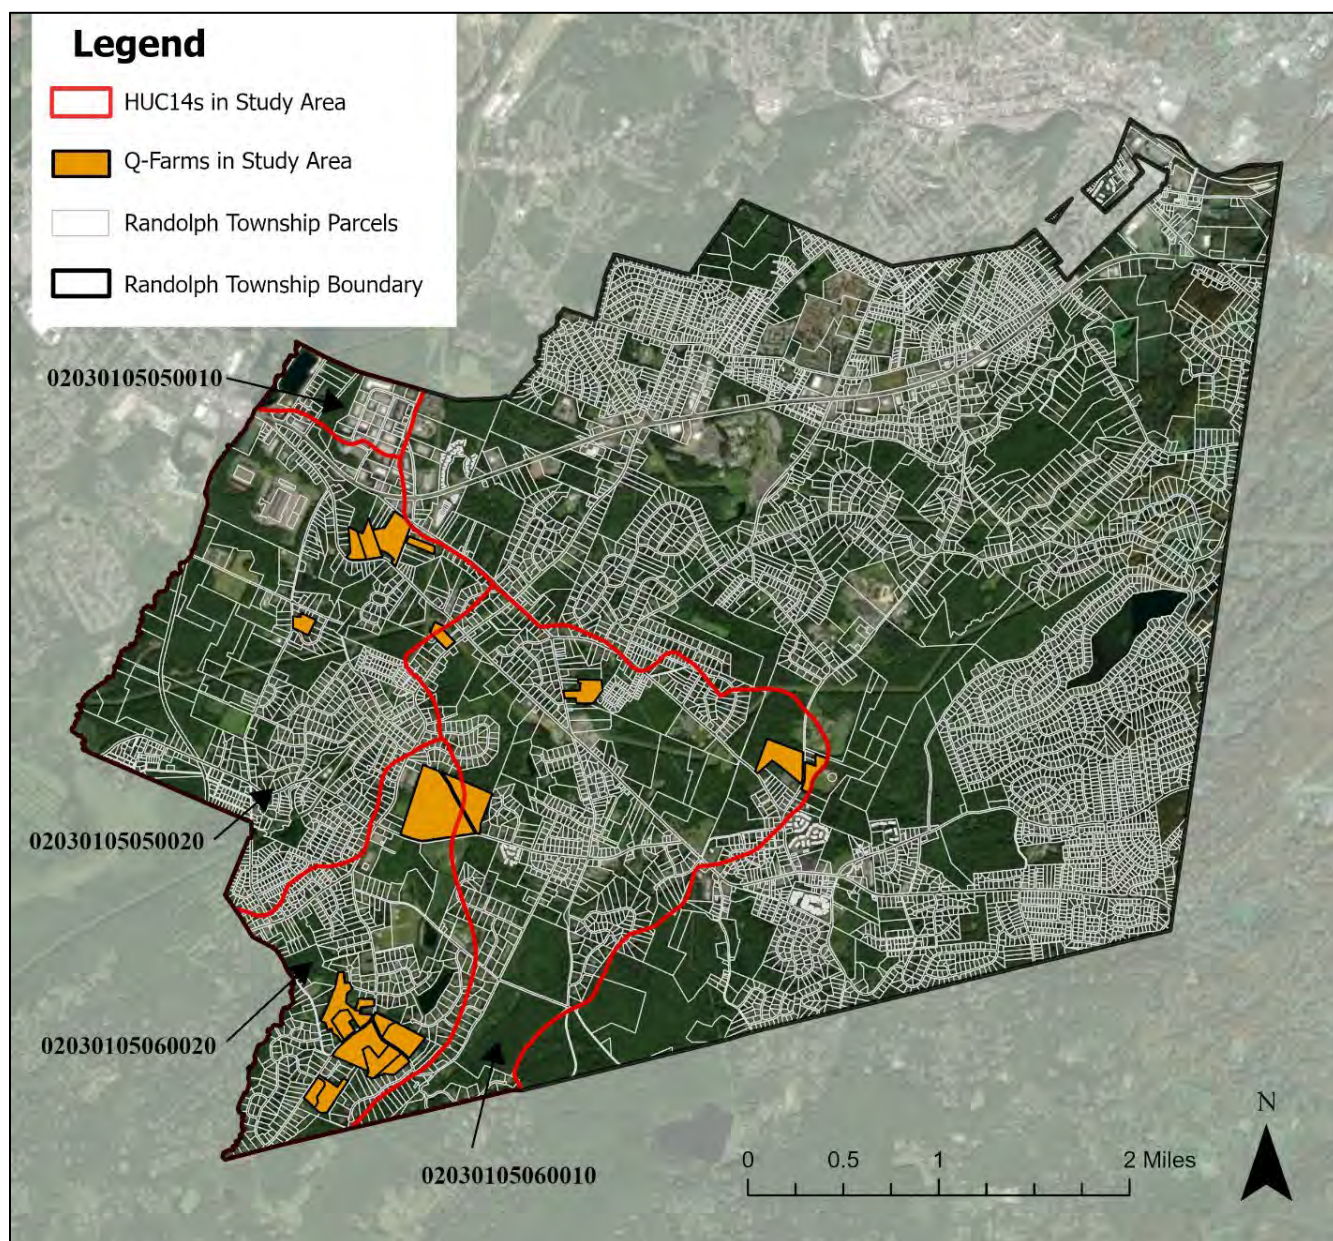 Legend
HUC14s in Study Area
Q-Farms in Study Area
Randolph Township Parcels
Randolph Township Boundary
02030105050010
02030105050020
02030105060020
02030105060010
0 0.5 1 2 Miles
N